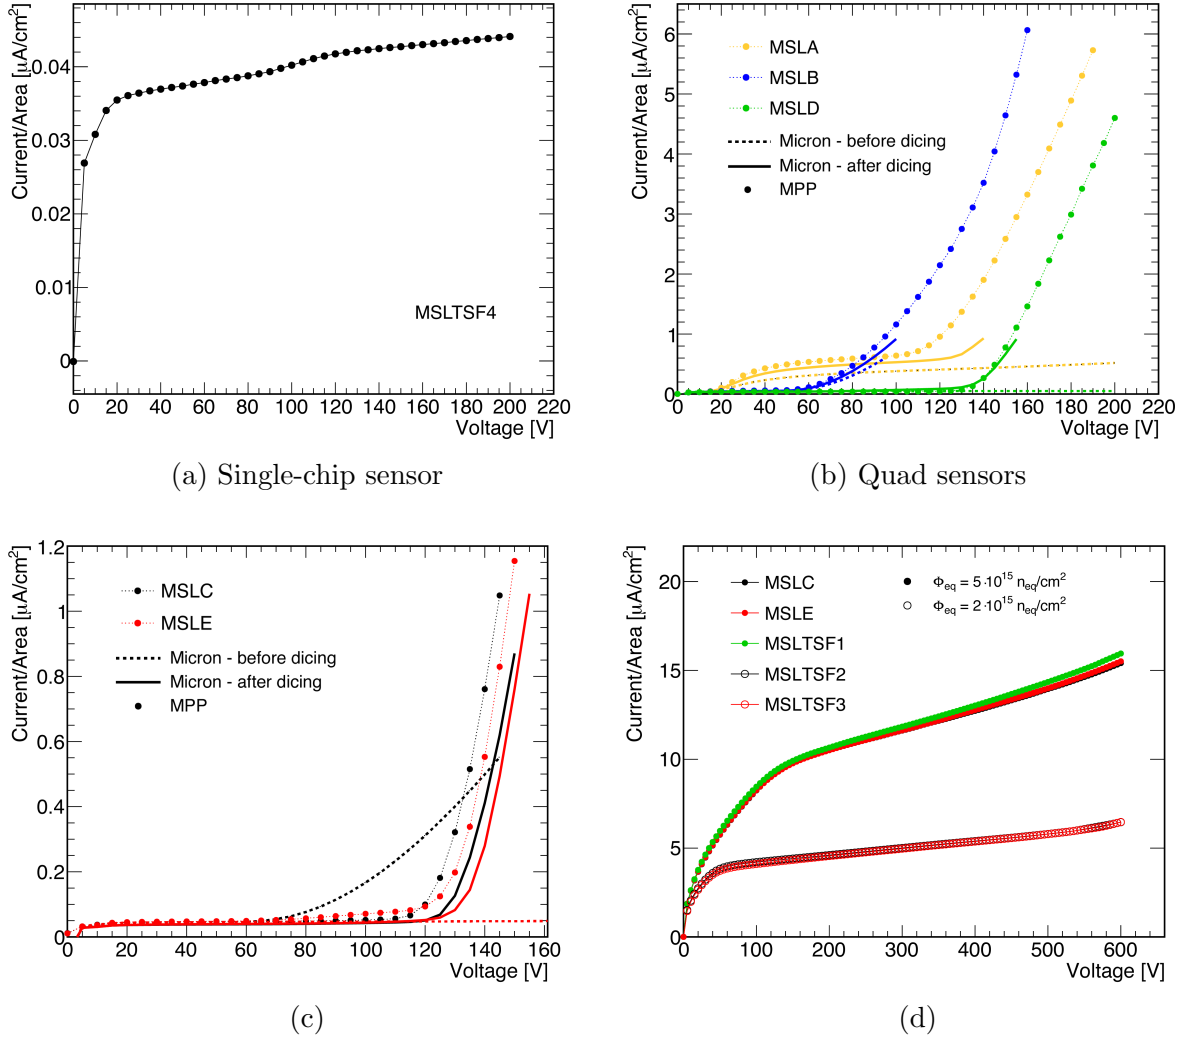 Current/Area [μA/cm²]
0.04
0.03
0.02
0.01
0
MSLTSF4
0 20 40 60 80 100 120 140 160 180 200 220
Voltage [V]
(a) Single-chip sensor
Current/Area [μA/cm²]
6
5
4
3
2
1
0
MSLA
MSLB
MSLD
Micron - before dicing
Micron - after dicing
MPP
0 20 40 60 80 100 120 140 160 180 200 220
Voltage [V]
(b) Quad sensors
Current/Area [μA/cm²]
1.2
1
0.8
0.6
0.4
0.2
0
MSLC
MSLE
Micron - before dicing
Micron - after dicing
MPP
0 20 40 60 80 100 120 140 160
Voltage [V]
(c)
Current/Area [μA/cm²]
20
15
10
5
0
MSLC
MSLE
MSLTSF1
MSLTSF2
MSLTSF3
Φeq = 5·10¹⁵ neq/cm²
Φeq = 2·10¹⁵ neq/cm²
0 100 200 300 400 500 600
Voltage [V]
(d)